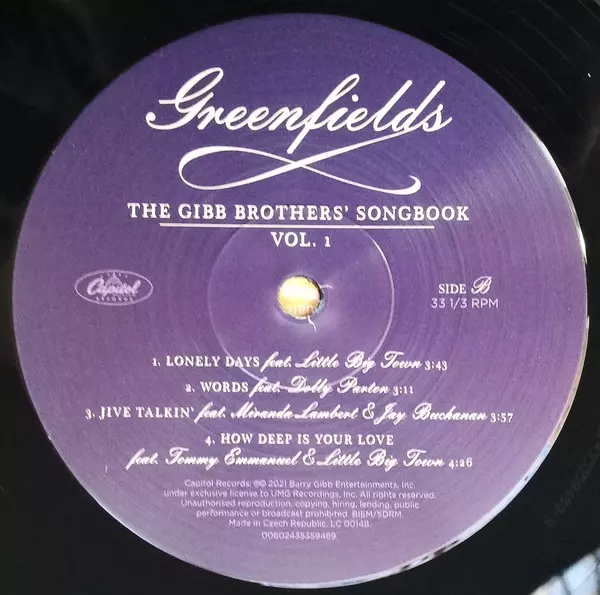 Greenfields
THE GIBB BROTHERS' SONGBOOK
VOL. 1
Capitol
RECORDS
SIDE B
33 1/3 RPM
1. LONELY DAYS feat. Little Big Town 3:43
2. WORDS feat. Dolly Parton 3:11
3. JIVE TALKIN' feat. Miranda Lambert & Jay Buchanan 3:57
4. HOW DEEP IS YOUR LOVE
feat. Tommy Emmanuel & Little Big Town 4:26
Capitol Records; ℗© 2021 Barry Gibb Entertainments, Inc.
under exclusive license to UMG Recordings, Inc. All rights reserved.
Unauthorised reproduction, copying, hiring, lending, public
performance or broadcast prohibited. BIEM/SDRM.
Made in Czech Republic. LC 00148.
00602435359489